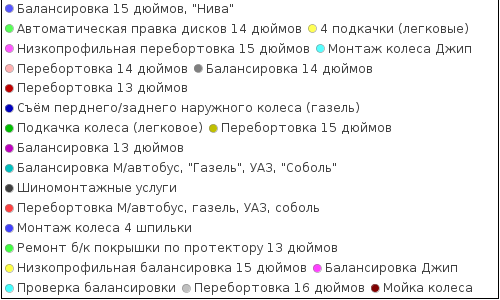 Балансировка 15 дюймов, "Нива"
Автоматическая правка дисков 14 дюймов 4 подкачки (легковые)
Низкопрофильная перебортовка 15 дюймов Монтаж колеса Джип
Перебортовка 14 дюймов Балансировка 14 дюймов
Перебортовка 13 дюймов
Съём перднего/заднего наружного колеса (газель)
Подкачка колеса (легковое) Перебортовка 15 дюймов
Балансировка 13 дюймов
Балансировка М/автобус, "Газель", УАЗ, "Соболь"
Шиномонтажные услуги
Перебортовка М/автобус, газель, УАЗ, соболь
Монтаж колеса 4 шпильки
Ремонт б/к покрышки по протектору 13 дюймов
Низкопрофильная балансировка 15 дюймов Балансировка Джип
Проверка балансировки Перебортовка 16 дюймов Мойка колеса